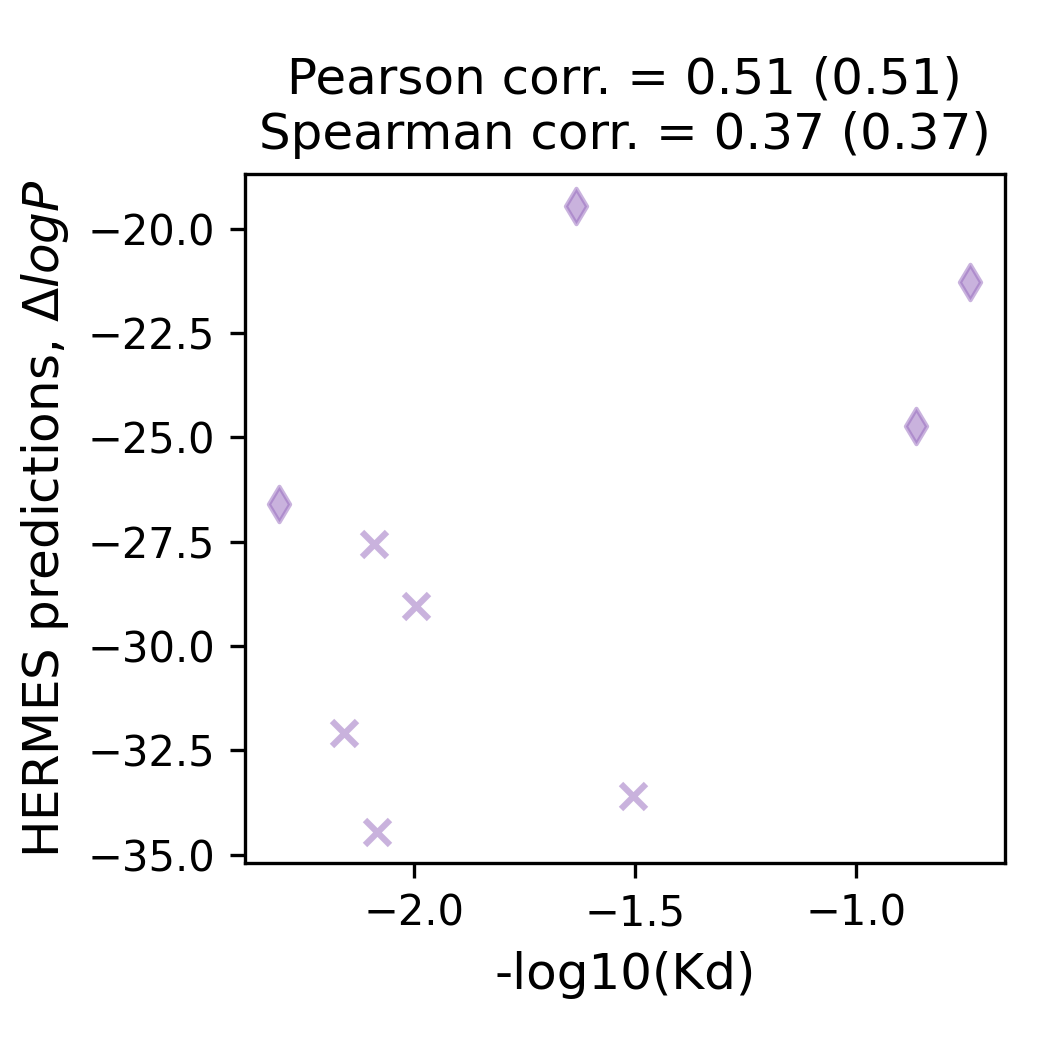 Pearson corr. = 0.51 (0.51)
Spearman corr. = 0.37 (0.37)
HERMES predictions, ΔlogP
−20.0
−22.5
−25.0
−27.5
−30.0
−32.5
−35.0
−2.0 −1.5 −1.0
-log10(Kd)